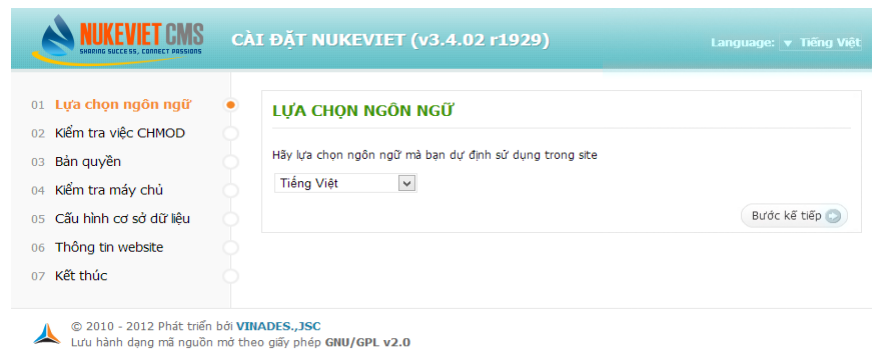 NUKEVIET CMS
SHARING SUCCESS, CONNECT PASSIONS
CÀI ĐẶT NUKEVIET (v3.4.02 r1929)
Language: ▼ Tiếng Việt
01 Lựa chọn ngôn ngữ
02 Kiểm tra việc CHMOD
03 Bản quyền
04 Kiểm tra máy chủ
05 Cấu hình cơ sở dữ liệu
06 Thông tin website
07 Kết thúc
LỰA CHỌN NGÔN NGỮ
Hãy lựa chọn ngôn ngữ mà bạn dự định sử dụng trong site
Tiếng Việt
Bước kế tiếp
© 2010 - 2012 Phát triển bởi VINADES.,JSC
Lưu hành dạng mã nguồn mở theo giấy phép GNU/GPL v2.0